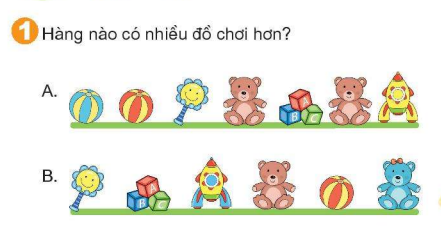 1 Hàng nào có nhiều đồ chơi hơn?
A.
A
B C
B.
A
B C